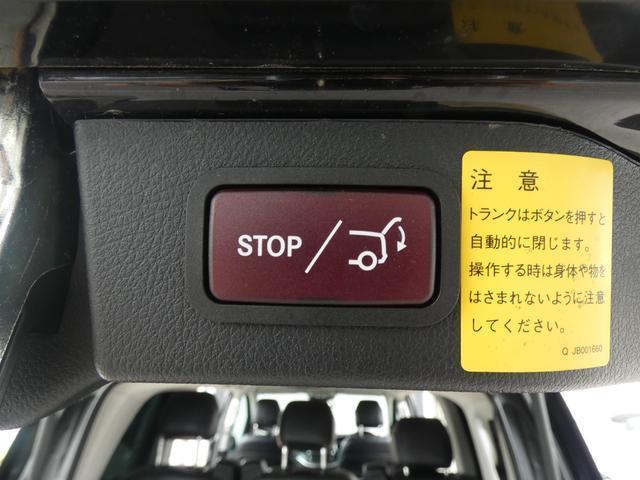 STOP /
注 意
トランクはボタンを押すと
自動的に閉じます。
操作する時は身体や物を
はさまれないように注意
してください。
Q JB001660